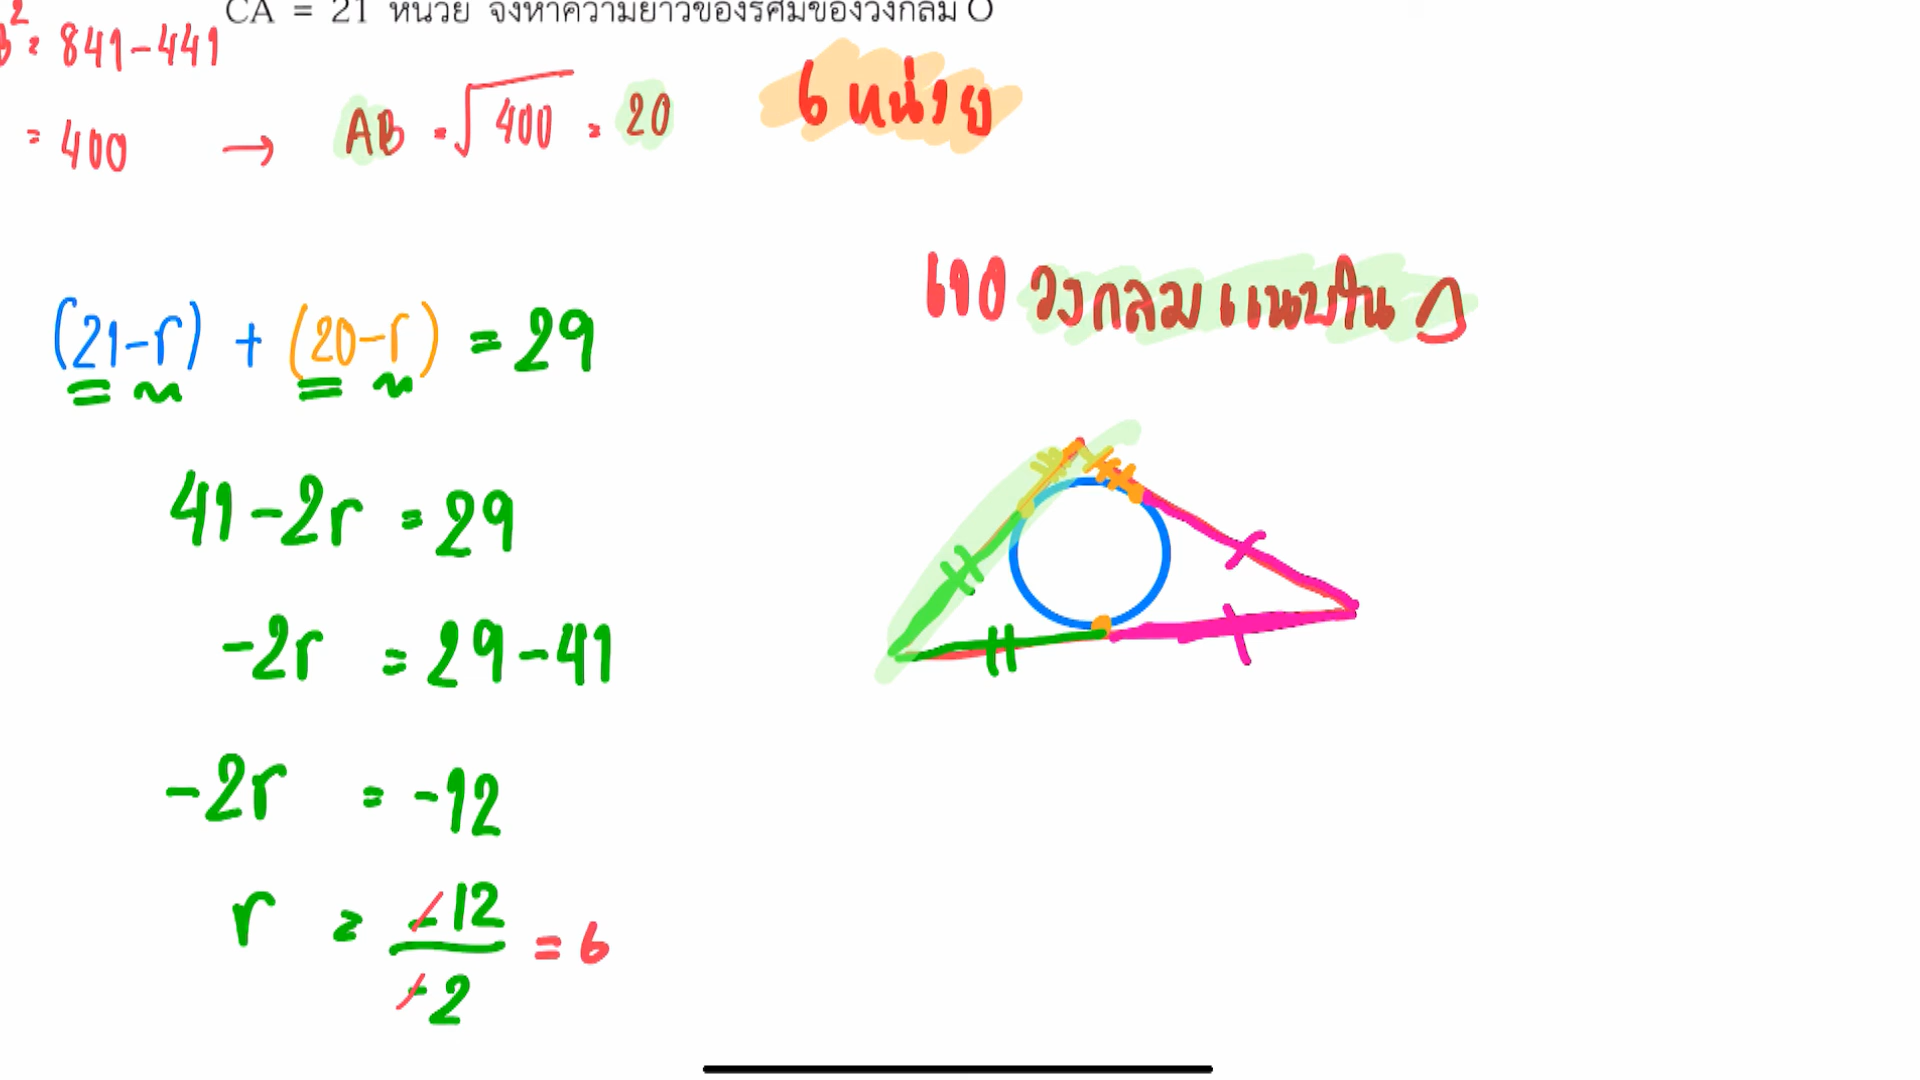 CA = 21 หน่วย จงหาความยาวของรัศมีของวงกลม O
B² = 841-441
= 400 → AB = √400 = 20
6 หน่วย
เจอ วงกลมแนบใน Δ
(21-r) + (20-r) = 29
41-2r = 29
-2r = 29-41
-2r = -12
r = -12/-2 = 6